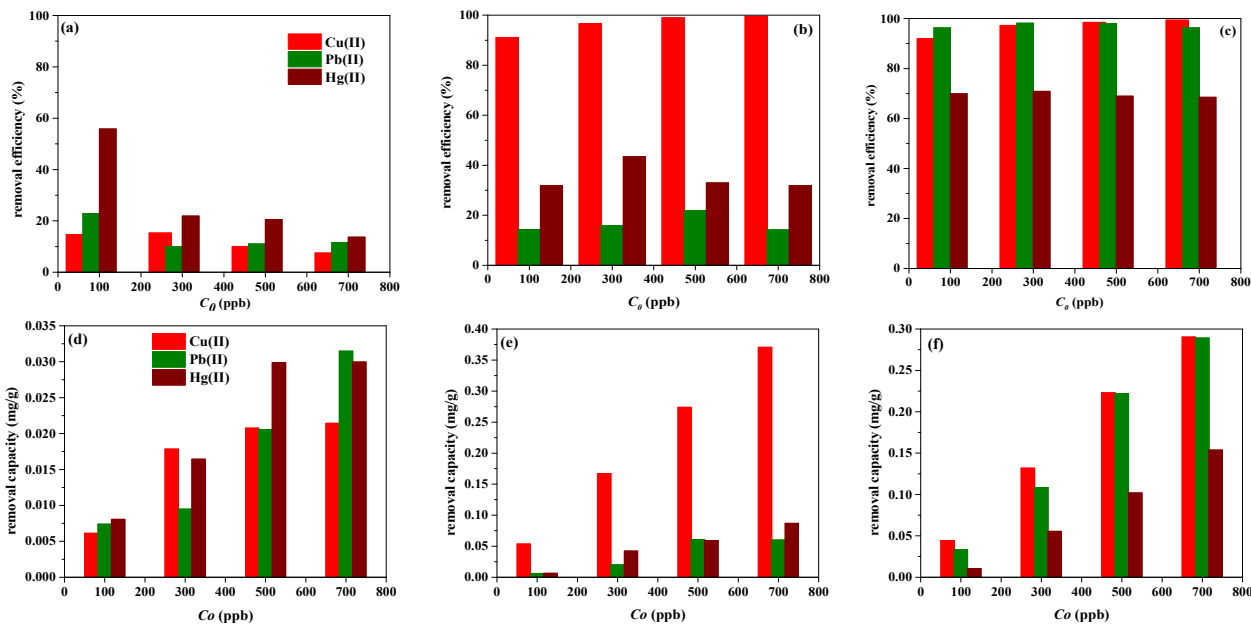 (a)
Cu(II)
Pb(II)
Hg(II)
removal efficiency (%)
100
80
60
40
20
0
0 100 200 300 400 500 600 700 800
C0 (ppb)
(b)
removal efficiency (%)
100
80
60
40
20
0
0 100 200 300 400 500 600 700 800
C0 (ppb)
(c)
removal efficiency (%)
100
80
60
40
20
0
0 100 200 300 400 500 600 700 800
C0 (ppb)
(d)
Cu(II)
Pb(II)
Hg(II)
removal capacity (mg/g)
0.035
0.030
0.025
0.020
0.015
0.010
0.005
0.000
0 100 200 300 400 500 600 700 800
Co (ppb)
(e)
removal capacity (mg/g)
0.40
0.35
0.30
0.25
0.20
0.15
0.10
0.05
0.00
0 100 200 300 400 500 600 700 800
Co (ppb)
(f)
removal capacity (mg/g)
0.30
0.25
0.20
0.15
0.10
0.05
0.00
0 100 200 300 400 500 600 700 800
Co (ppb)